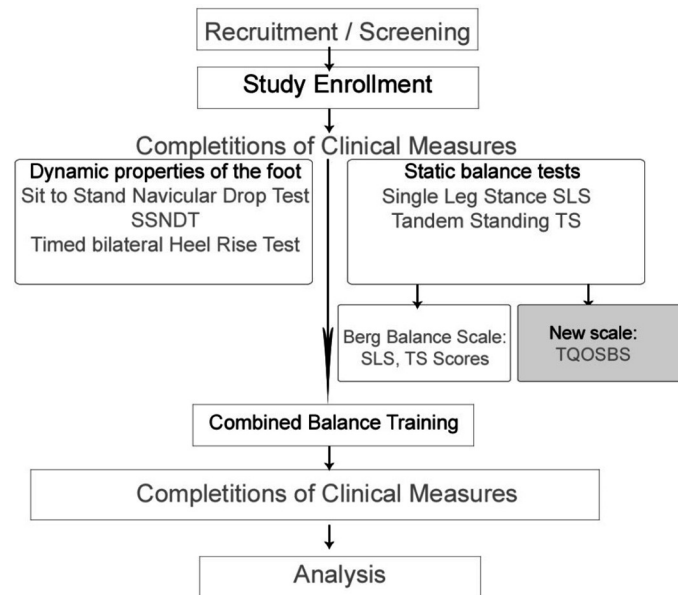 Recruitment / Screening
Study Enrollment
Completitions of Clinical Measures
Dynamic properties of the foot
Sit to Stand Navicular Drop Test
SSNDT
Timed bilateral Heel Rise Test
Static balance tests
Single Leg Stance SLS
Tandem Standing TS
Berg Balance Scale:
SLS, TS Scores
New scale:
TQOSBS
Combined Balance Training
Completitions of Clinical Measures
Analysis